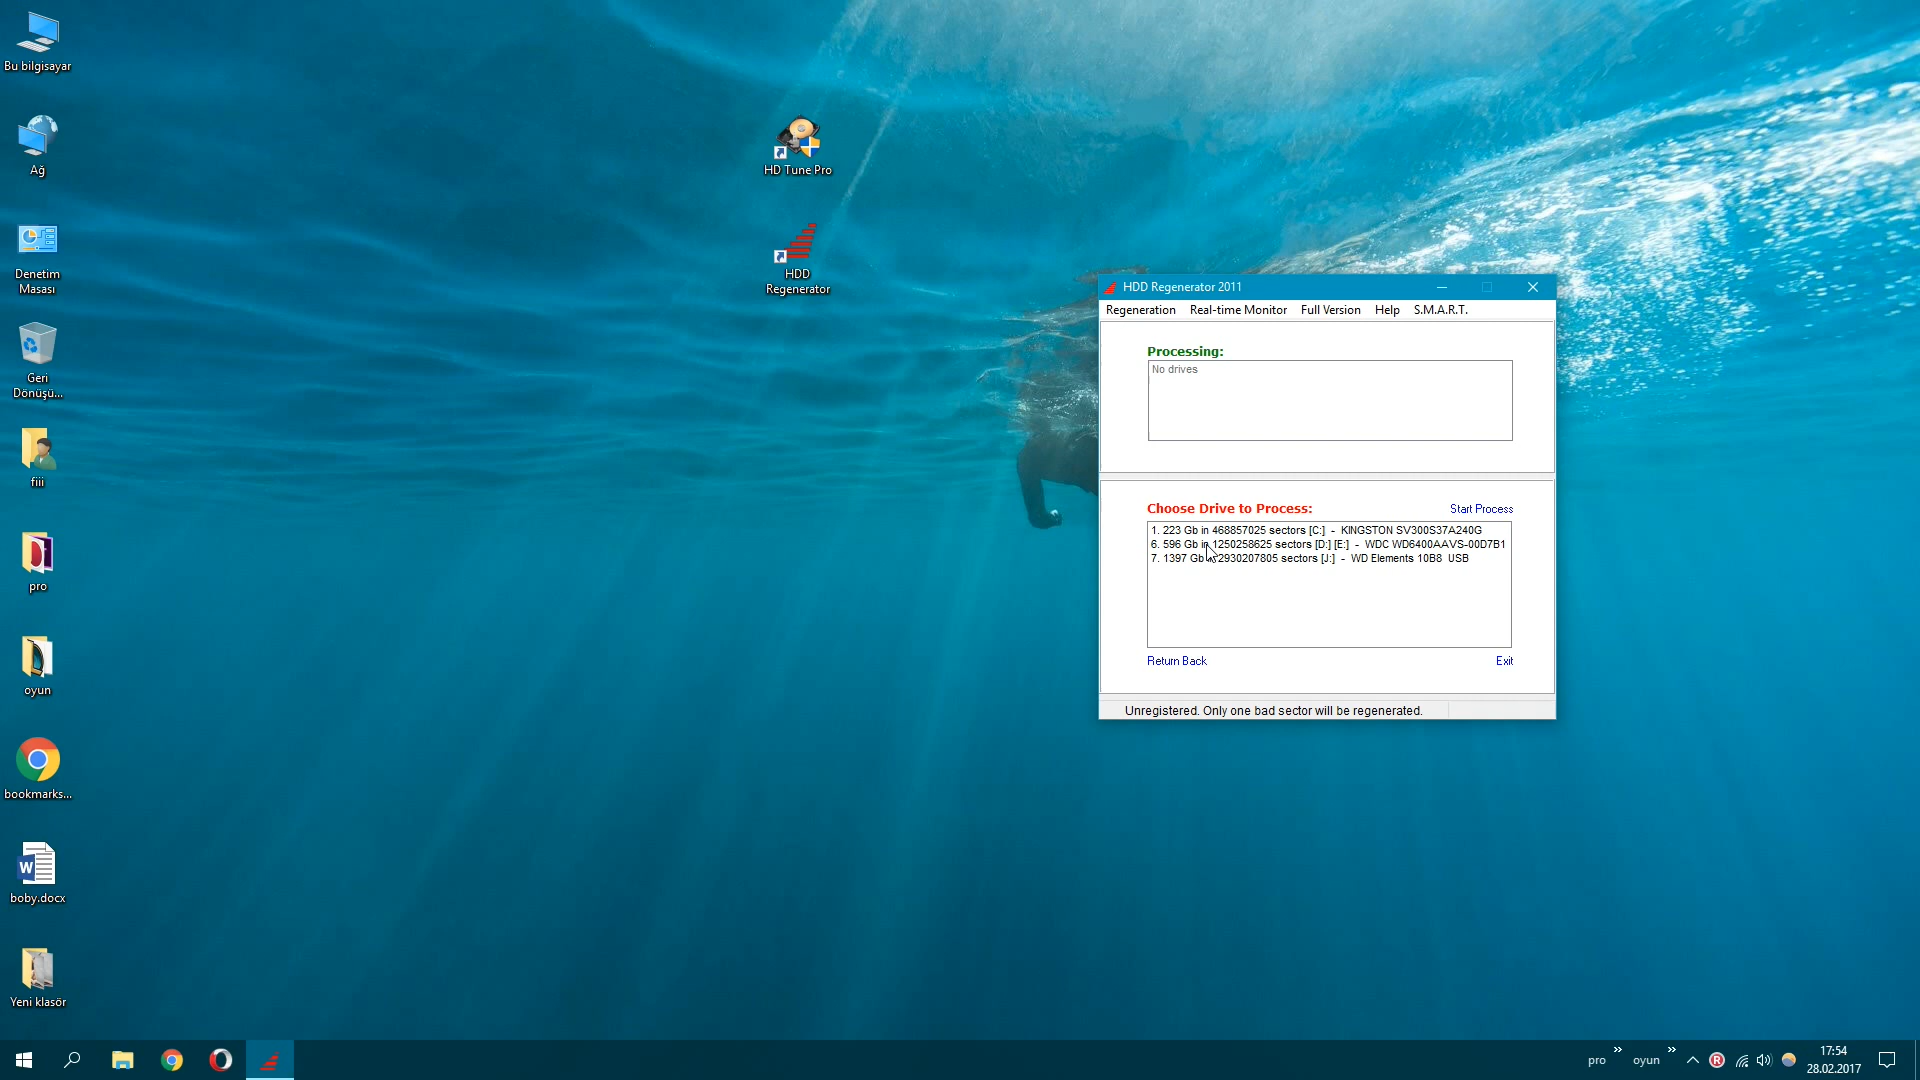 Bu bilgisayar
Ağ
Denetim
Masası
Geri
Dönüşü...
fiii
pro
oyun
bookmarks...
boby.docx
Yeni klasör
HD Tune Pro
HDD
Regenerator
HDD Regenerator 2011
Regeneration Real-time Monitor Full Version Help S.M.A.R.T.
Processing:
No drives
Choose Drive to Process: Start Process
1. 223 Gb in 468857025 sectors [C:] - KINGSTON SV300S37A240G
6. 596 Gb in 1250258625 sectors [D:] [E:] - WDC WD6400AAVS-00D7B1
7. 1397 Gb 2930207805 sectors [J:] - WD Elements 10B8 USB
Return Back Exit
Unregistered. Only one bad sector will be regenerated.
pro » oyun » 17:54
28.02.2017